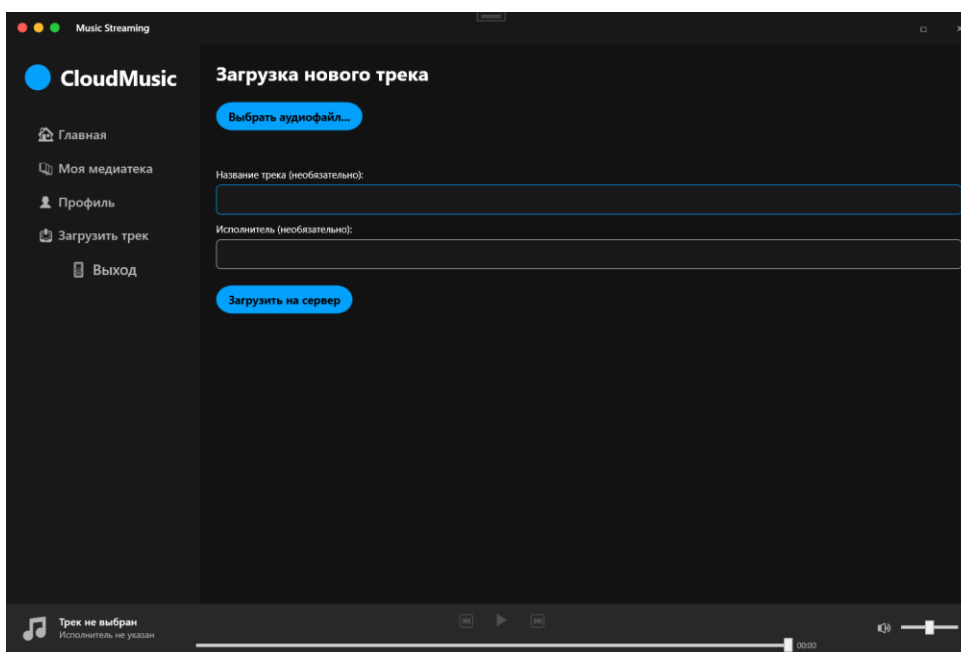 Music Streaming
CloudMusic
Главная
Моя медиатека
Профиль
Загрузить трек
Выход
Загрузка нового трека
Выбрать аудиофайл...
Название трека (необязательно):
Исполнитель (необязательно):
Загрузить на сервер
Трек не выбран
Исполнитель не указан
00:00